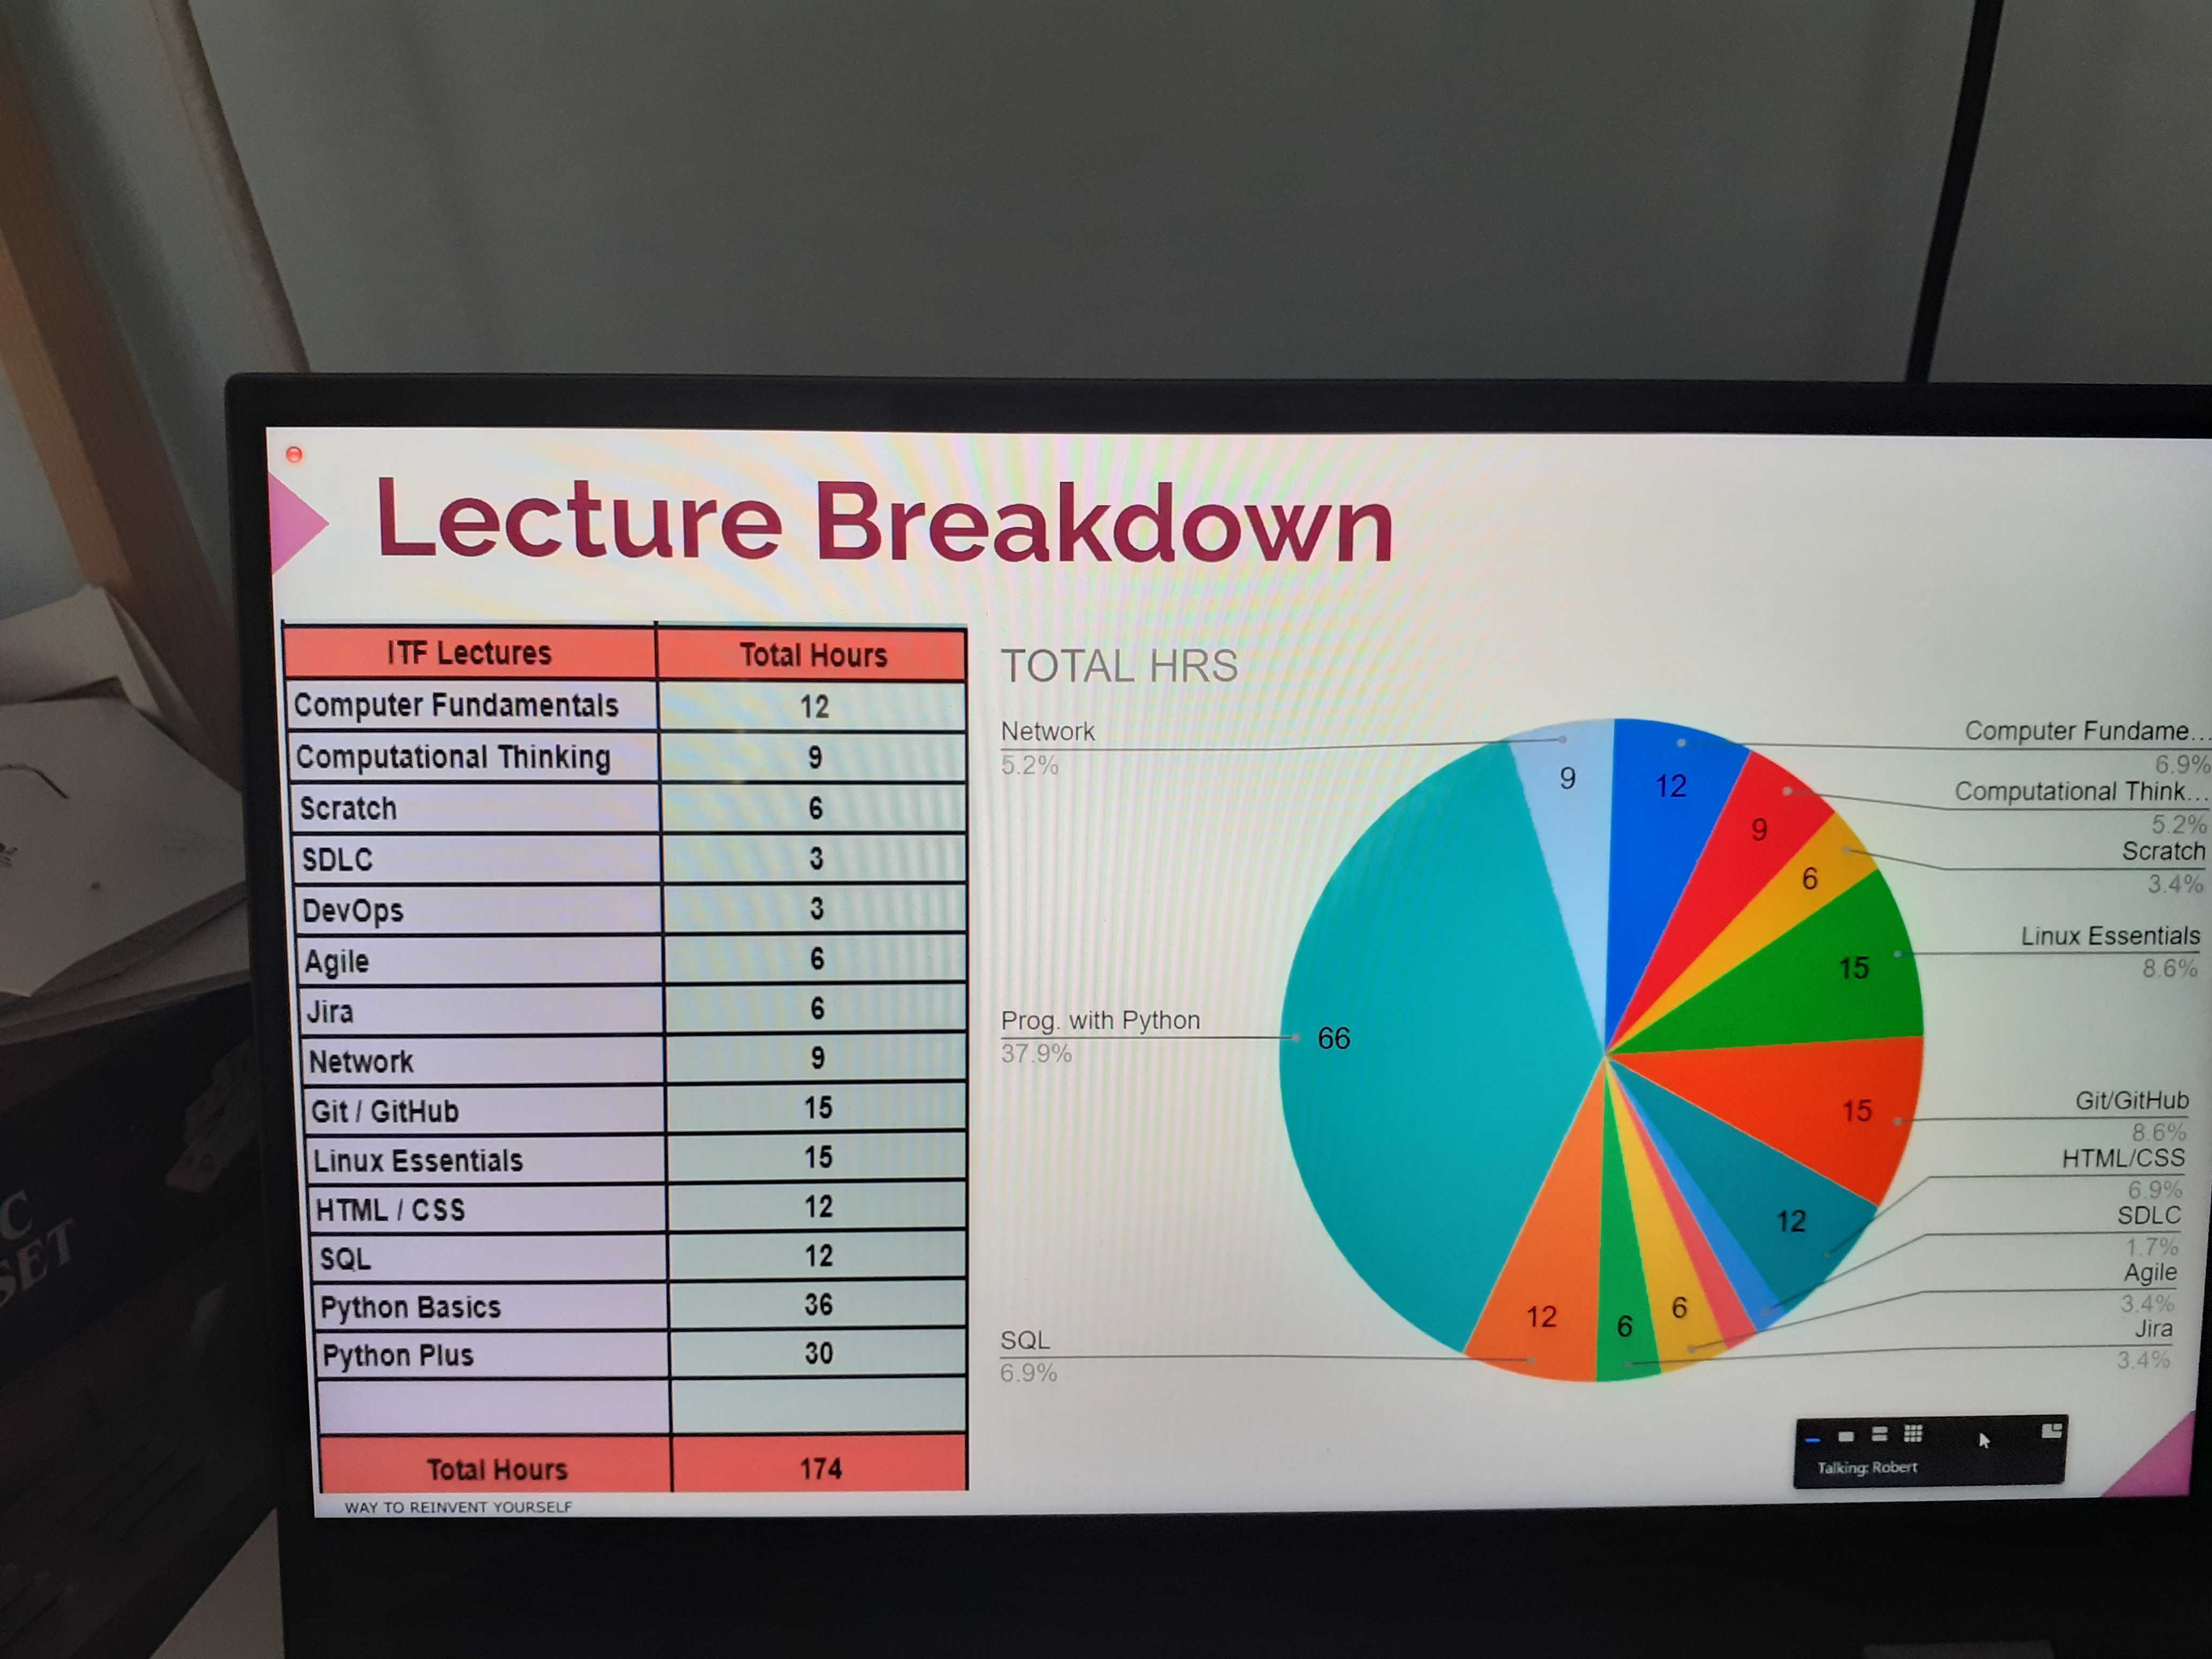 Lecture Breakdown
ITF Lectures Total Hours
Computer Fundamentals 12
Computational Thinking 9
Scratch 6
SDLC 3
DevOps 3
Agile 6
Jira 6
Network 9
Git / GitHub 15
Linux Essentials 15
HTML / CSS 12
SQL 12
Python Basics 36
Python Plus 30
Total Hours 174
WAY TO REINVENT YOURSELF
TOTAL HRS
Network
5.2%
Prog. with Python
37.9%
SQL
6.9%
9
12
9
6
15
15
12
6
6
12
66
Computer Fundame...
6.9%
Computational Think...
5.2%
Scratch
3.4%
Linux Essentials
8.6%
Git/GitHub
8.6%
HTML/CSS
6.9%
SDLC
1.7%
Agile
3.4%
Jira
3.4%
Talking: Robert
C
SET